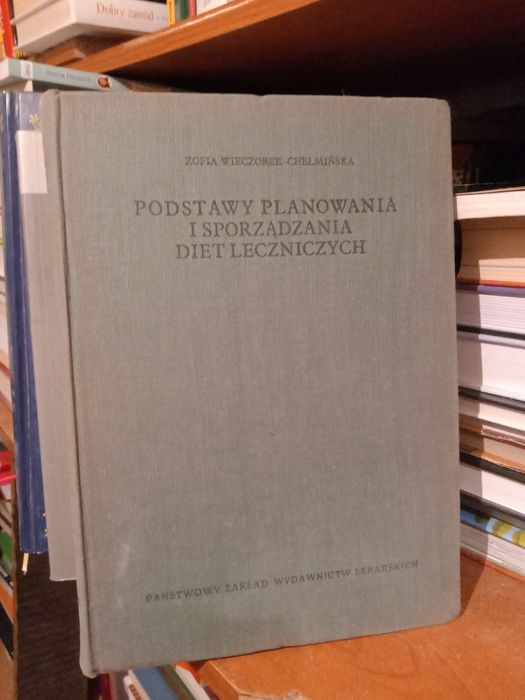 Dobry zawód
ZOFIA WIECZOREK-CHEŁMIŃSKA
PODSTAWY PLANOWANIA
I SPORZĄDZANIA
DIET LECZNICZYCH
PAŃSTWOWY ZAKŁAD WYDAWNICTW LEKARSKICH